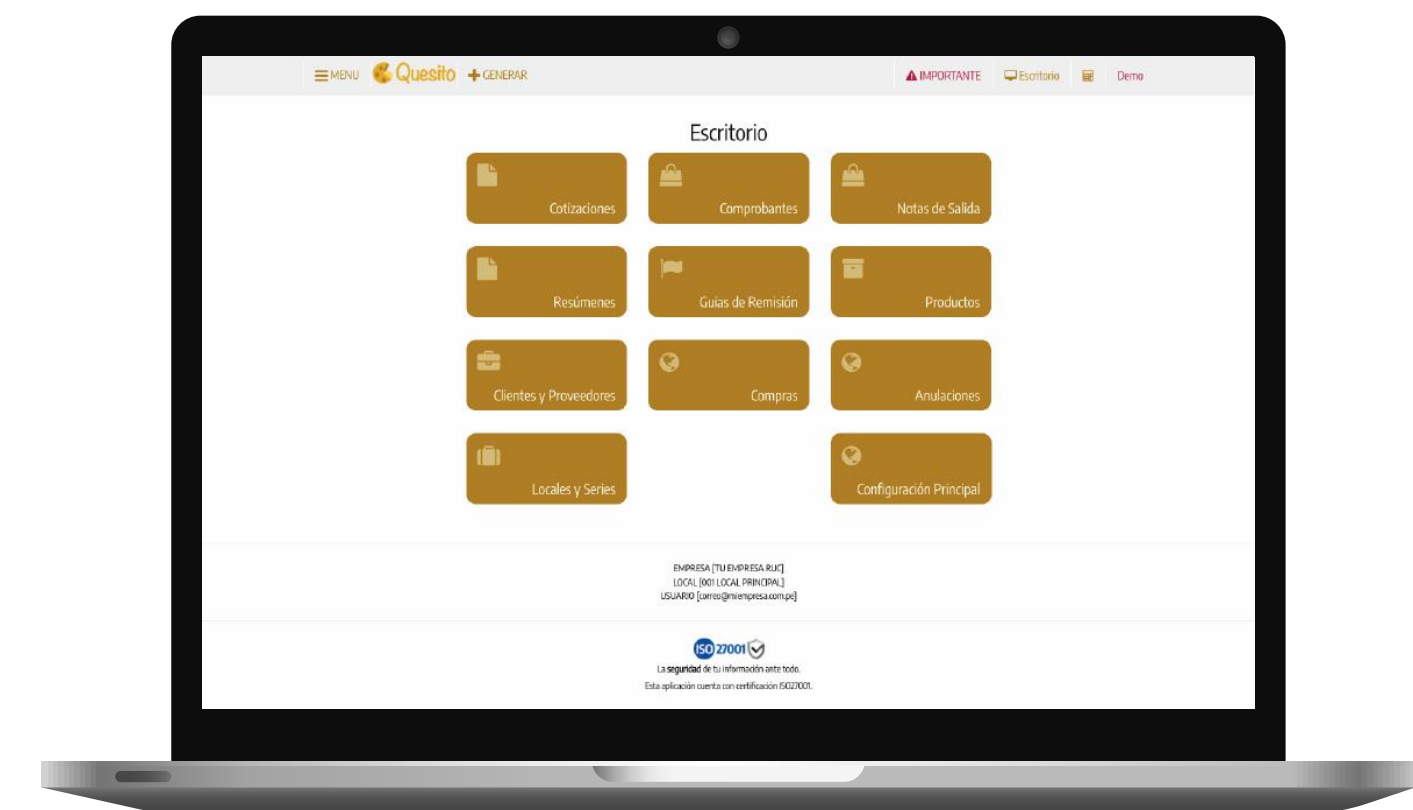 MENU Quesito GENERAR IMPORTANTE Escritorio Demo
Escritorio
Cotizaciones
Comprobantes
Notas de Salida
Resúmenes
Guías de Remisión
Productos
Clientes y Proveedores
Compras
Anulaciones
Locales y Series
Configuración Principal
EMPRESA [TU EMPRESA RUC]
LOCAL [001 LOCAL PRINCIPAL]
USUARIO [correo@miempresa.com.pe]
ISO 27001
La seguridad de tu información ante todo.
Esta aplicación cuenta con certificación ISO27001.